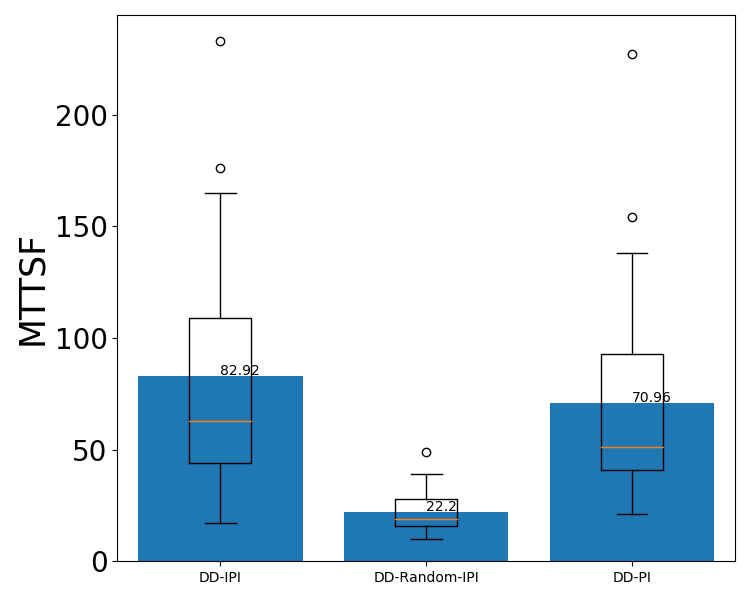 MTTSF
200
150
100
50
0
82.92
22.2
70.96
DD-IPI
DD-Random-IPI
DD-PI